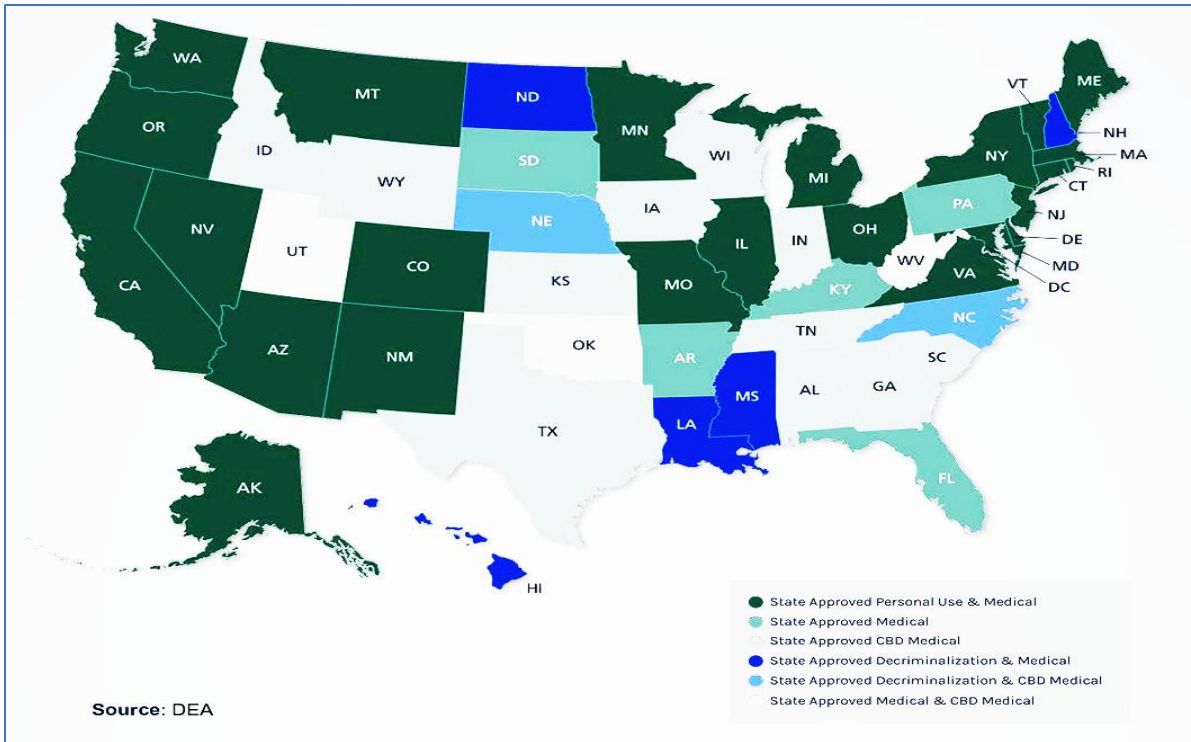 WA
MT
ND
MN
VT
ME
OR
ID
SD
WI
NY
NH
MA
WY
MI
RI
CT
IA
PA
NE
NJ
NV
UT
CO
IL
IN
OH
DE
WV
MD
CA
KS
MO
VA
DC
KY
NC
AZ
NM
OK
TN
AR
SC
MS
AL
GA
TX
LA
FL
AK
HI
State Approved Personal Use & Medical
State Approved Medical
State Approved CBD Medical
State Approved Decriminalization & Medical
State Approved Decriminalization & CBD Medical
State Approved Medical & CBD Medical
Source: DEA